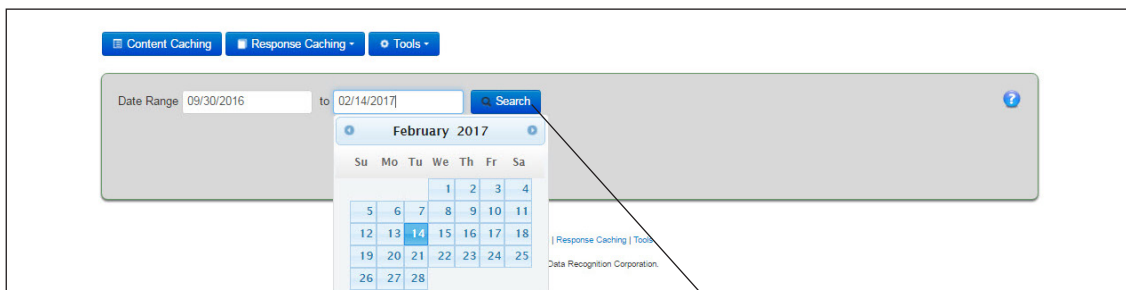 Content Caching Response Caching Tools
Date Range 09/30/2016 to 02/14/2017 Search ?
February 2017
Su Mo Tu We Th Fr Sa
1 2 3 4
5 6 7 8 9 10 11
12 13 14 15 16 17 18
19 20 21 22 23 24 25
26 27 28
| Response Caching | Tools
Data Recognition Corporation.